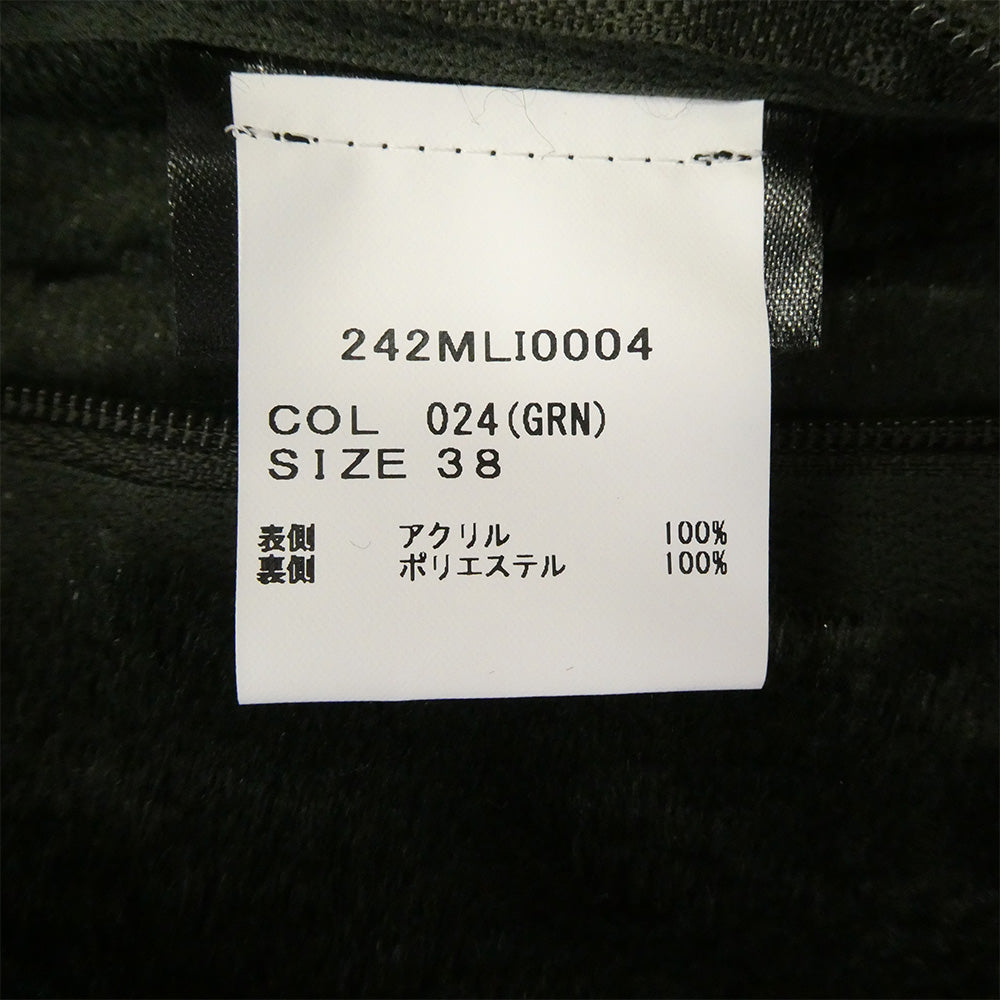 242MLI0004
COL 024(GRN)
SIZE 38
表側 アクリル 100%
裏側 ポリエステル 100%